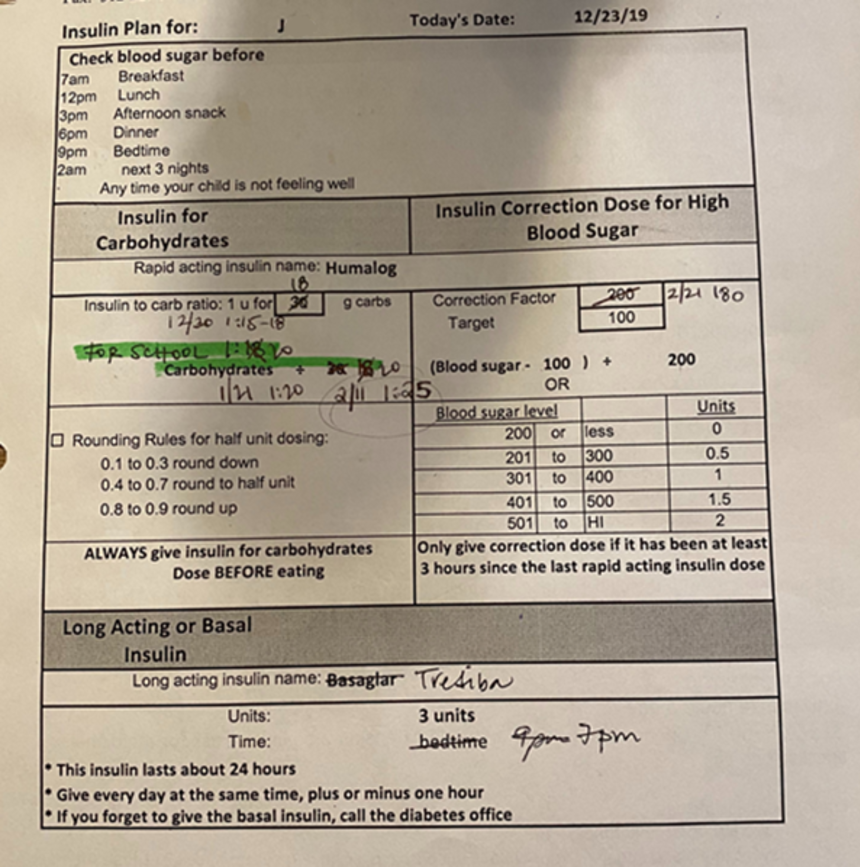 Insulin Plan for: J Today's Date: 12/23/19
Check blood sugar before
7am Breakfast
12pm Lunch
3pm Afternoon snack
6pm Dinner
9pm Bedtime
2am next 3 nights
Any time your child is not feeling well
Insulin for
Carbohydrates
Insulin Correction Dose for High
Blood Sugar
Rapid acting insulin name: Humalog
18
Insulin to carb ratio: 1 u for g carbs
12/30 1:15-18
FOR SCHOOL 1: 20
Carbohydrates ÷ 20
1/21 1:20 2/11 1:25
Correction Factor 200 2/21 180
Target 100
(Blood sugar - 100 ) ÷ 200
OR
Blood sugar level Units
200 or less 0
201 to 300 0.5
301 to 400 1
401 to 500 1.5
501 to HI 2
Rounding Rules for half unit dosing:
0.1 to 0.3 round down
0.4 to 0.7 round to half unit
0.8 to 0.9 round up
ALWAYS give insulin for carbohydrates
Dose BEFORE eating
Only give correction dose if it has been at least
3 hours since the last rapid acting insulin dose
Long Acting or Basal
Insulin
Long acting insulin name: Basaglar Tresiba
Units: 3 units
Time: bedtime 9pm 7pm
* This insulin lasts about 24 hours
* Give every day at the same time, plus or minus one hour
* If you forget to give the basal insulin, call the diabetes office